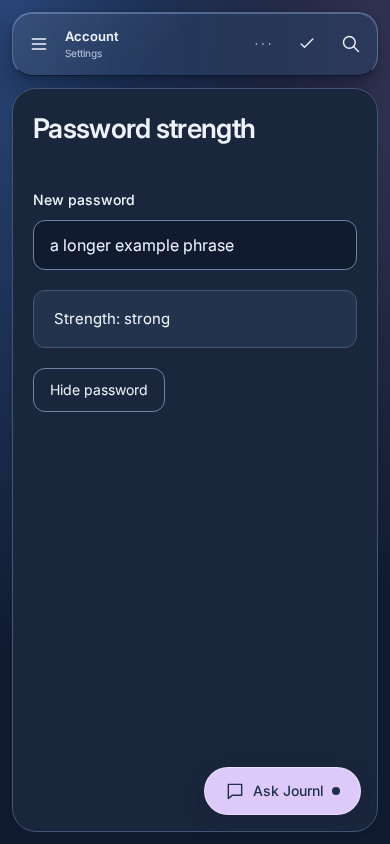 Account
Settings
Password strength
New password
a longer example phrase
Strength: strong
Hide password
Ask Journl